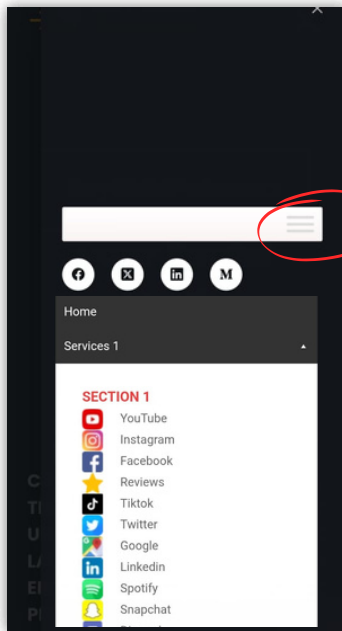 M
Home
Services 1
SECTION 1
YouTube
Instagram
Facebook
Reviews
Tiktok
Twitter
Google
Linkedin
Spotify
Snapchat